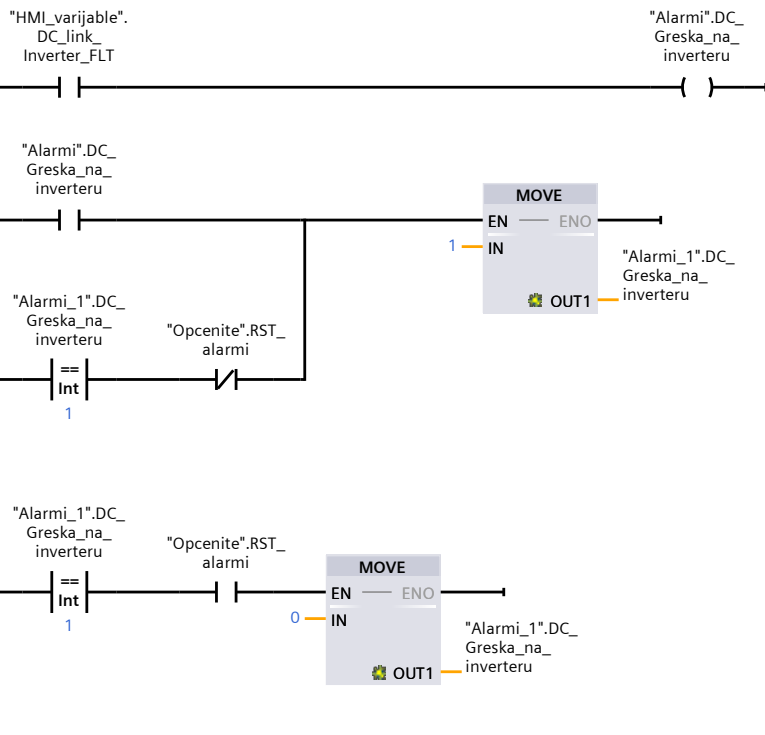 "HMI_varijable".
DC_link_
Inverter_FLT
"Alarmi".DC_
Greska_na_
inverteru
"Alarmi".DC_
Greska_na_
inverteru
MOVE
EN
ENO
1
IN
"Alarmi_1".DC_
Greska_na_
inverteru
OUT1
"Alarmi_1".DC_
Greska_na_
inverteru
==
Int
1
"Opcenite".RST_
alarmi
"Alarmi_1".DC_
Greska_na_
inverteru
==
Int
1
"Opcenite".RST_
alarmi
MOVE
EN
ENO
0
IN
"Alarmi_1".DC_
Greska_na_
inverteru
OUT1